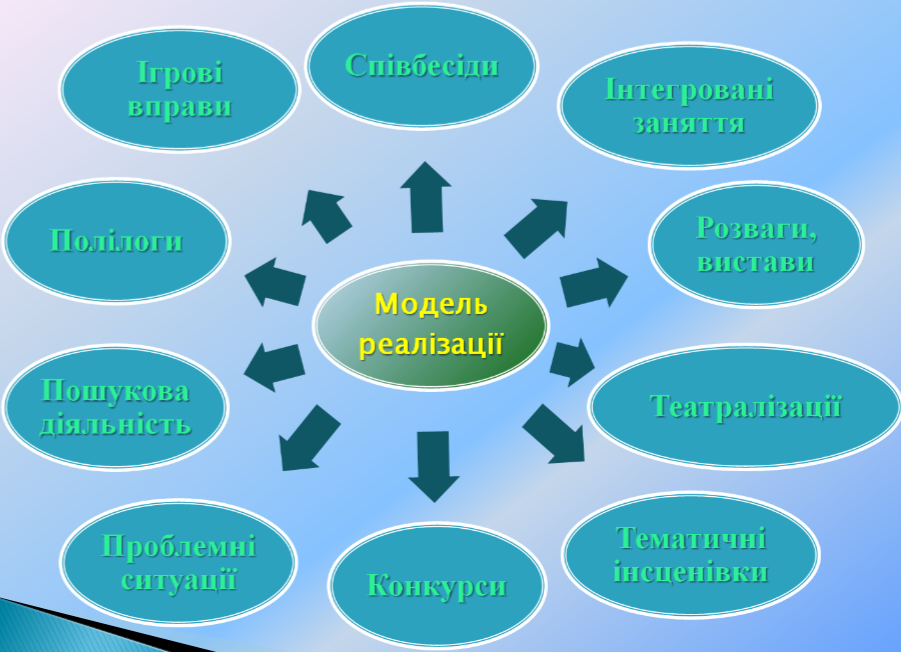 Співбесіди
Ігрові
вправи
Інтегровані
заняття
Полілоги
Розваги,
вистави
Модель
реалізації
Пошукова
діяльність
Театралізації
Проблемні
ситуації
Конкурси
Тематичні
інсценівки